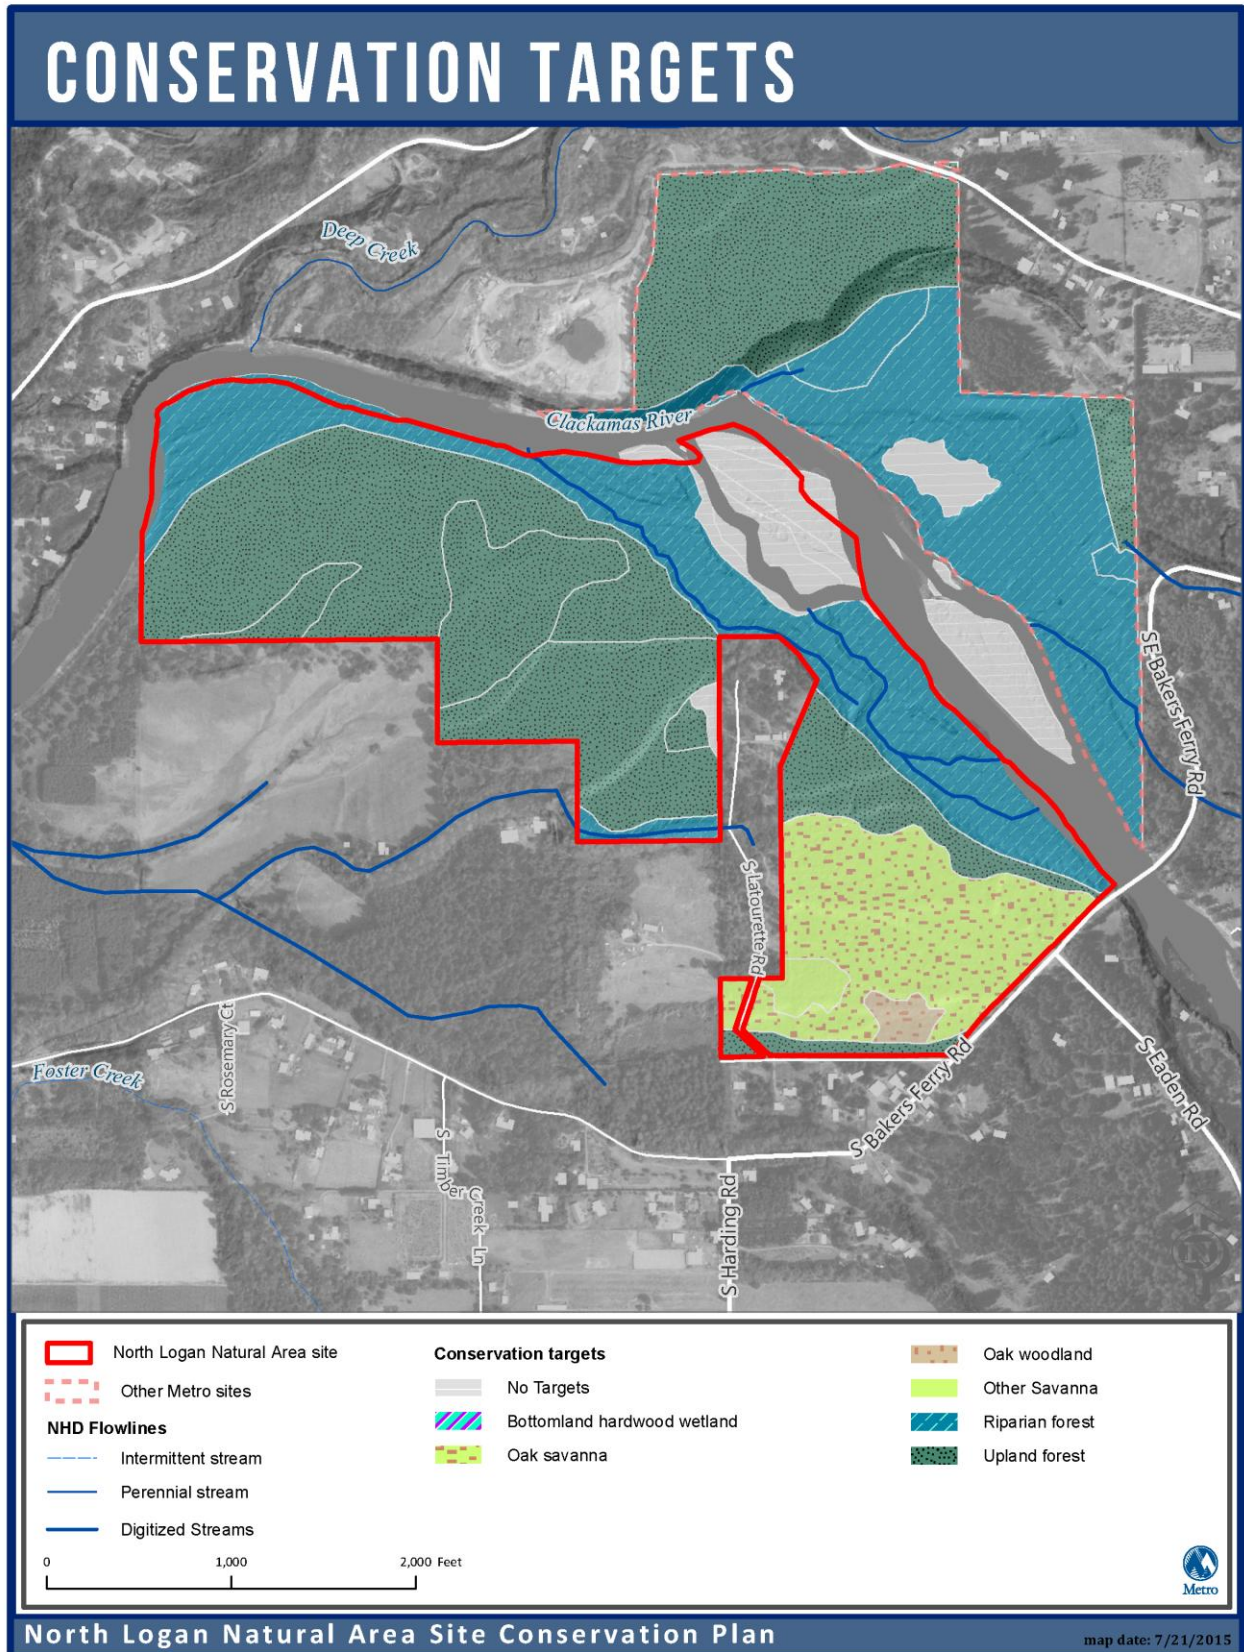 CONSERVATION TARGETS
Deep Creek
Clackamas River
SE Bakers Ferry Rd
S Latourette Rd
S Rosemary Ct
Foster Creek
S Timber Creek Ln
S Harding Rd
S Bakers Ferry Rd
S Eaden Rd
North Logan Natural Area site
Other Metro sites
NHD Flowlines
Intermittent stream
Perennial stream
Digitized Streams
0 1,000 2,000 Feet
Conservation targets
No Targets
Bottomland hardwood wetland
Oak savanna
Oak woodland
Other Savanna
Riparian forest
Upland forest
Metro
North Logan Natural Area Site Conservation Plan
map date: 7/21/2015